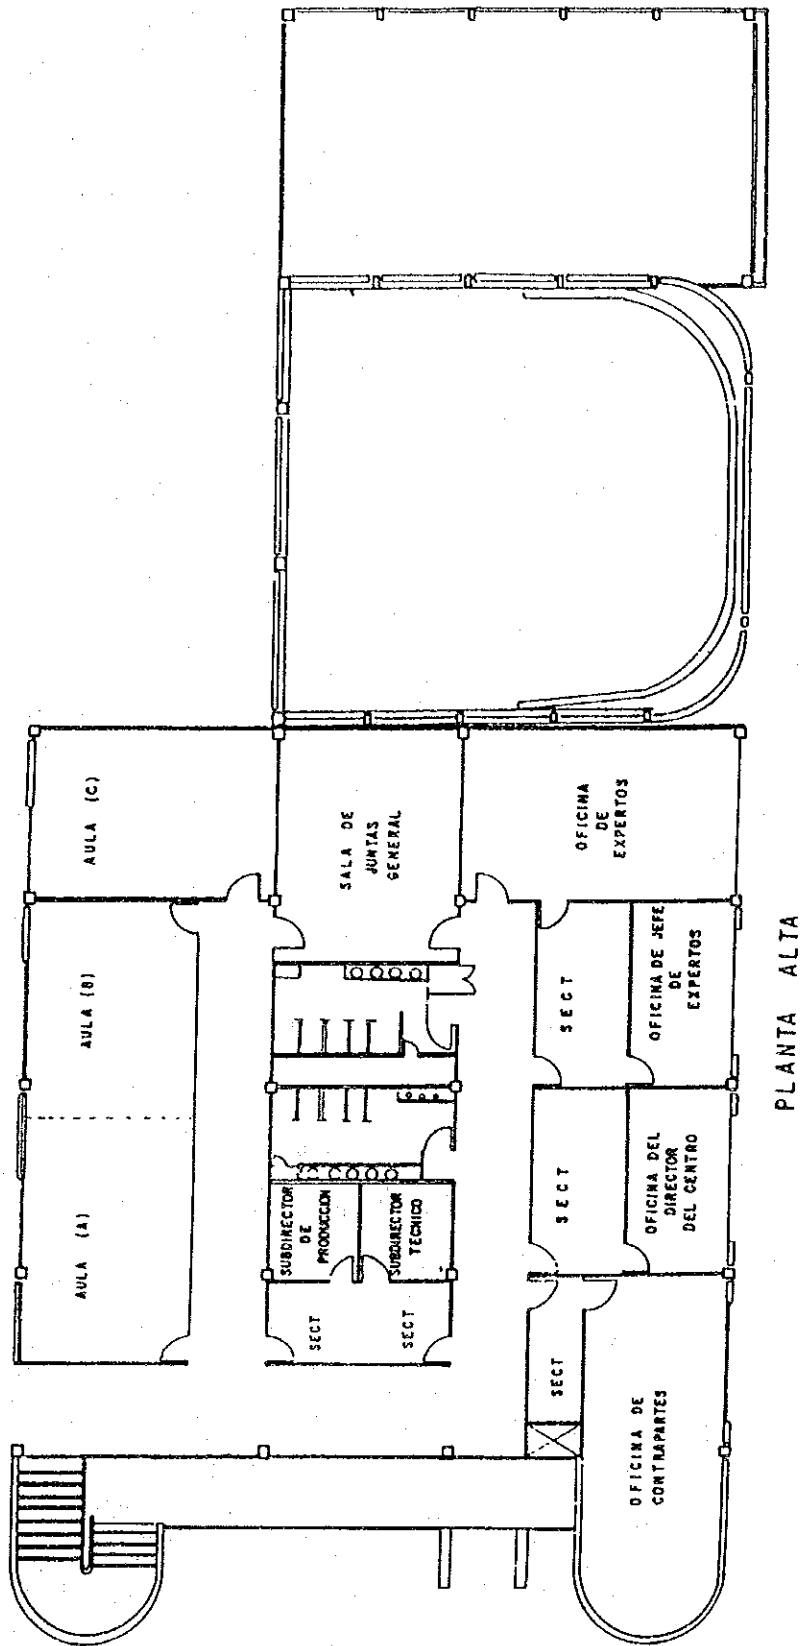 AULA (A)
AULA (B)
AULA (C)
SUBDIRECTOR
DE
PRODUCCION
SUBDIRECTOR
TECNICO
SECT
SECT
SALA DE
JUNTAS
GENERAL
OFICINA
DE
EXPERTOS
SECT
SECT
SECT
OFICINA DE JEFE
DE
EXPERTOS
OFICINA DEL
DIRECTOR
DEL CENTRO
OFICINA DE
CONTRAPARTES
PLANTA ALTA